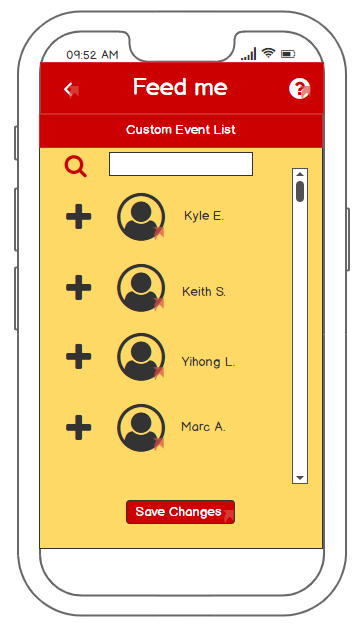 09:52 AM
Feed me
Custom Event List
Kyle E.
Keith S.
Yihong L.
Marc A.
Save Changes